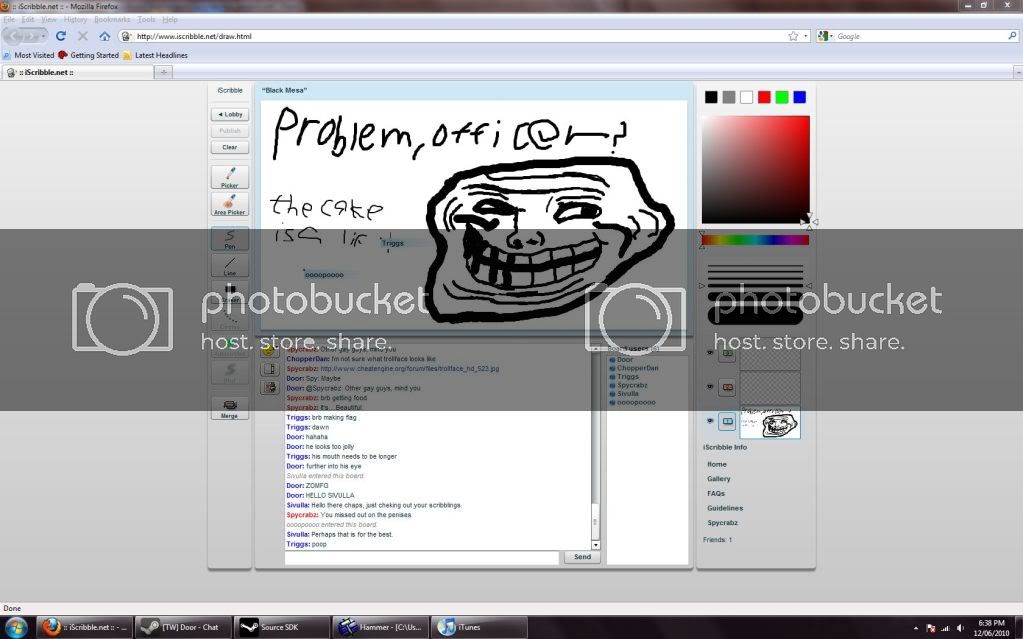 :: iScribble.net :: - Mozilla Firefox
File Edit View History Bookmarks Tools Help
http://www.iscribble.net/draw.html
Google
Most Visited Getting Started Latest Headlines
:: iScribble.net ::
iScribble
"Black Mesa"
Lobby
Publish
Clear
Picker
Area Picker
Pen
Line
Merge
Problem, offic@r?
the cake
is a lie
Triggs
oooopoooo
photobucket
host. store. share.
photobucket
host. store. share.
Spycrabz: Other gay guys, mind you
ChopperDan: I'm not sure what trollface looks like
Spycrabz: http://www.cheatengine.org/forum/files/trollface_hd_523.jpg
Door: Spy: Maybe
Door: @Spycrabz: Other gay guys, mind you
Spycrabz: brb getting food
Spycrabz: It's... Beautiful
Triggs: brb making flag
Triggs: dawn
Door: hahaha
Door: he looks too jolly
Triggs: his mouth needs to be longer
Door: further into his eye
Sivulla entered this board.
Door: ZOMFG
Door: HELLO SIVULLA
Sivulla: Hello there chaps, just cheking out your scribblings.
Spycrabz: You missed out on the penises
oooopoooo entered this board.
Sivulla: Perhaps that is for the best.
Triggs: poop
Send
Door
ChopperDan
Triggs
Spycrabz
Sivulla
oooopoooo
iScribble Info
Home
Gallery
FAQs
Guidelines
Spycrabz
Friends: 1
Done
:: iScribble.net :: - ...
[TW] Door - Chat
Source SDK
Hammer - [C:\Us...
iTunes
6:38 PM
12/06/2010